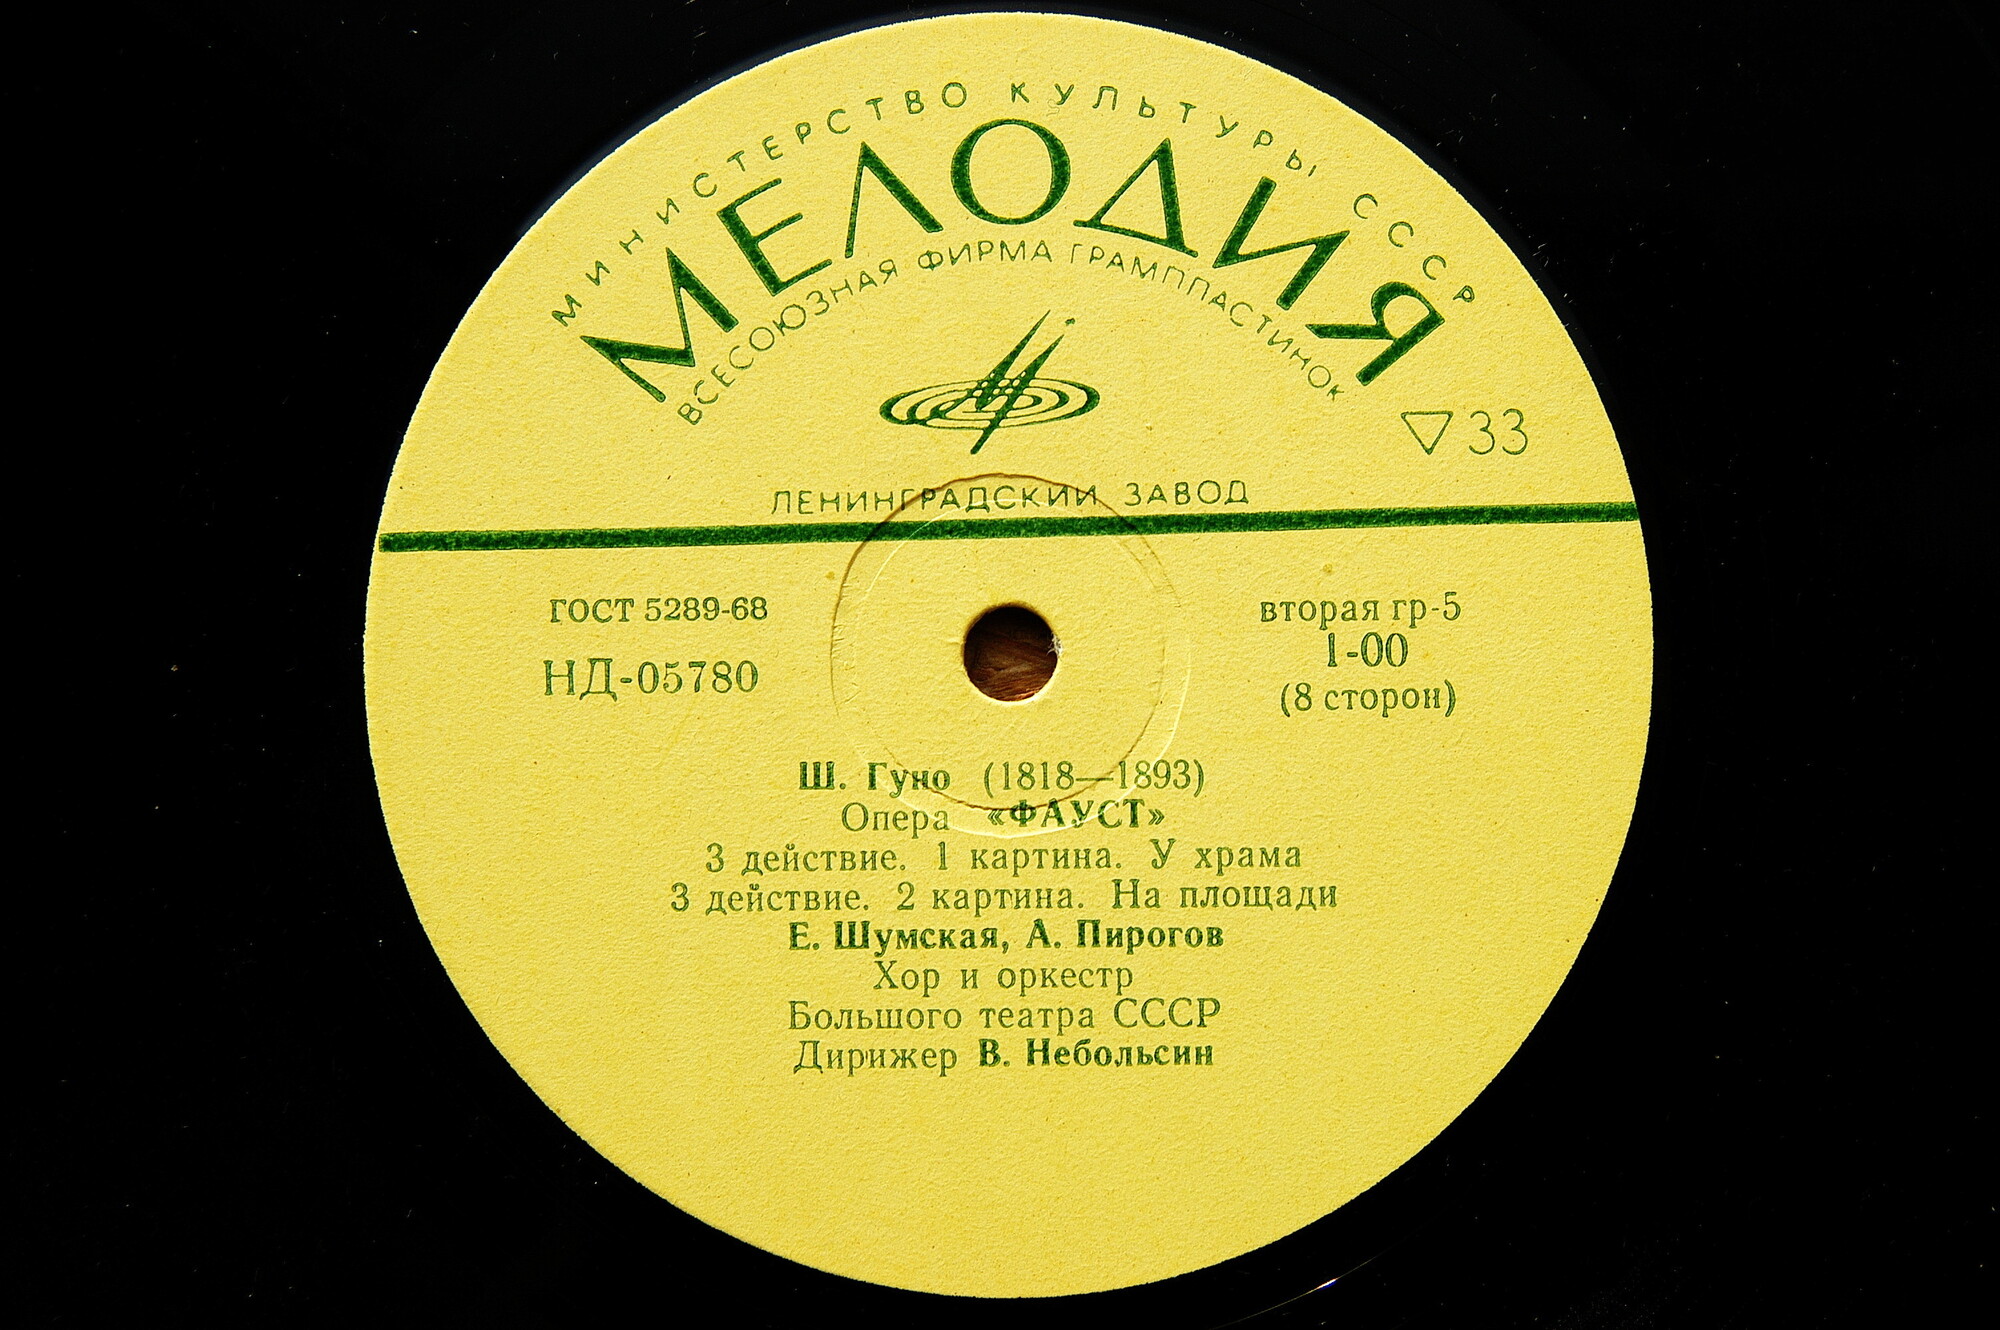 МИНИСТЕРСТВО КУЛЬТУРЫ СССР
МЕЛОДИЯ
ВСЕСОЮЗНАЯ ФИРМА ГРАМПЛАСТИНОК
33
ЛЕНИНГРАДСКИЙ ЗАВОД
ГОСТ 5289-68
НД-05780
вторая гр-5
1-00
(8 сторон)
Ш. Гуно (1818—1893)
Опера «ФАУСТ»
3 действие. 1 картина. У храма
3 действие. 2 картина. На площади
Е. Шумская, А. Пирогов
Хор и оркестр
Большого театра СССР
Дирижер В. Небольсин